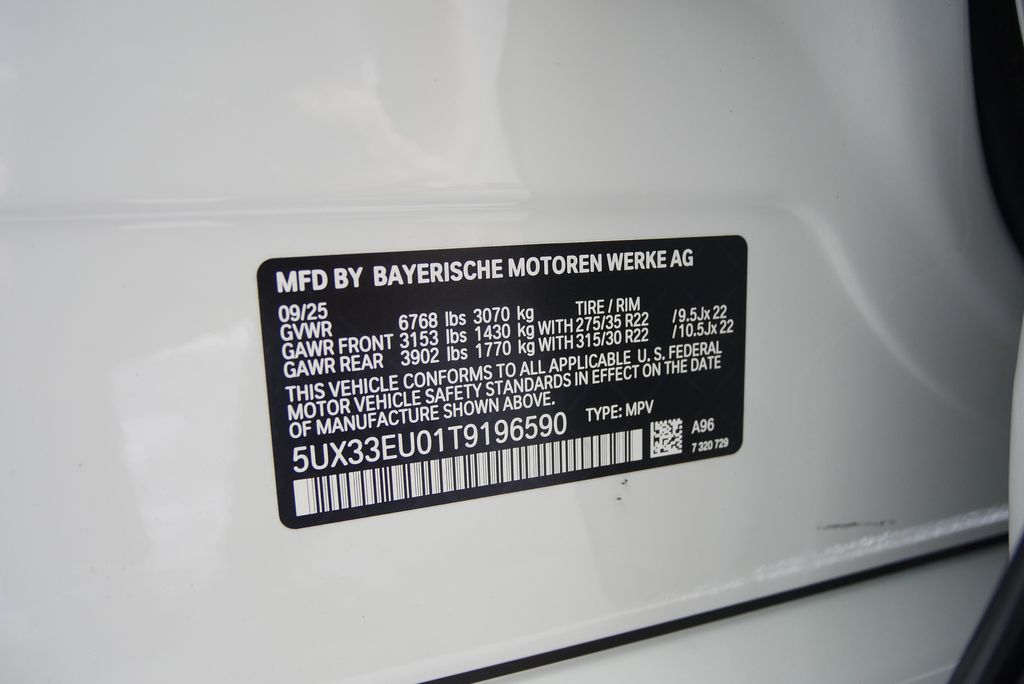 MFD BY BAYERISCHE MOTOREN WERKE AG
09/25 TIRE / RIM
GVWR 6768 lbs 3070 kg
GAWR FRONT 3153 lbs 1430 kg WITH 275/35 R22 /9.5Jx 22
GAWR REAR 3902 lbs 1770 kg WITH 315/30 R22 /10.5Jx 22
THIS VEHICLE CONFORMS TO ALL APPLICABLE U.S. FEDERAL
MOTOR VEHICLE SAFETY STANDARDS IN EFFECT ON THE DATE
OF MANUFACTURE SHOWN ABOVE.
5UX33EU01T9196590 TYPE: MPV
A96
7 320 729